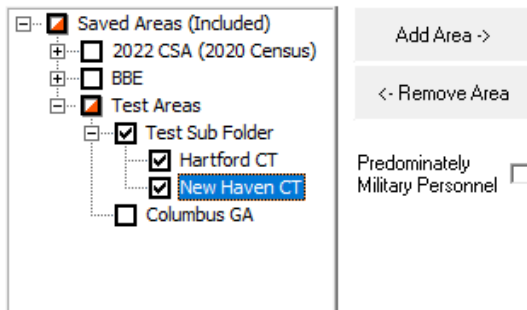 Saved Areas (Included)
2022 CSA (2020 Census)
BBE
Test Areas
Test Sub Folder
Hartford CT
New Haven CT
Columbus GA
Add Area ->
<- Remove Area
Predominately
Military Personnel